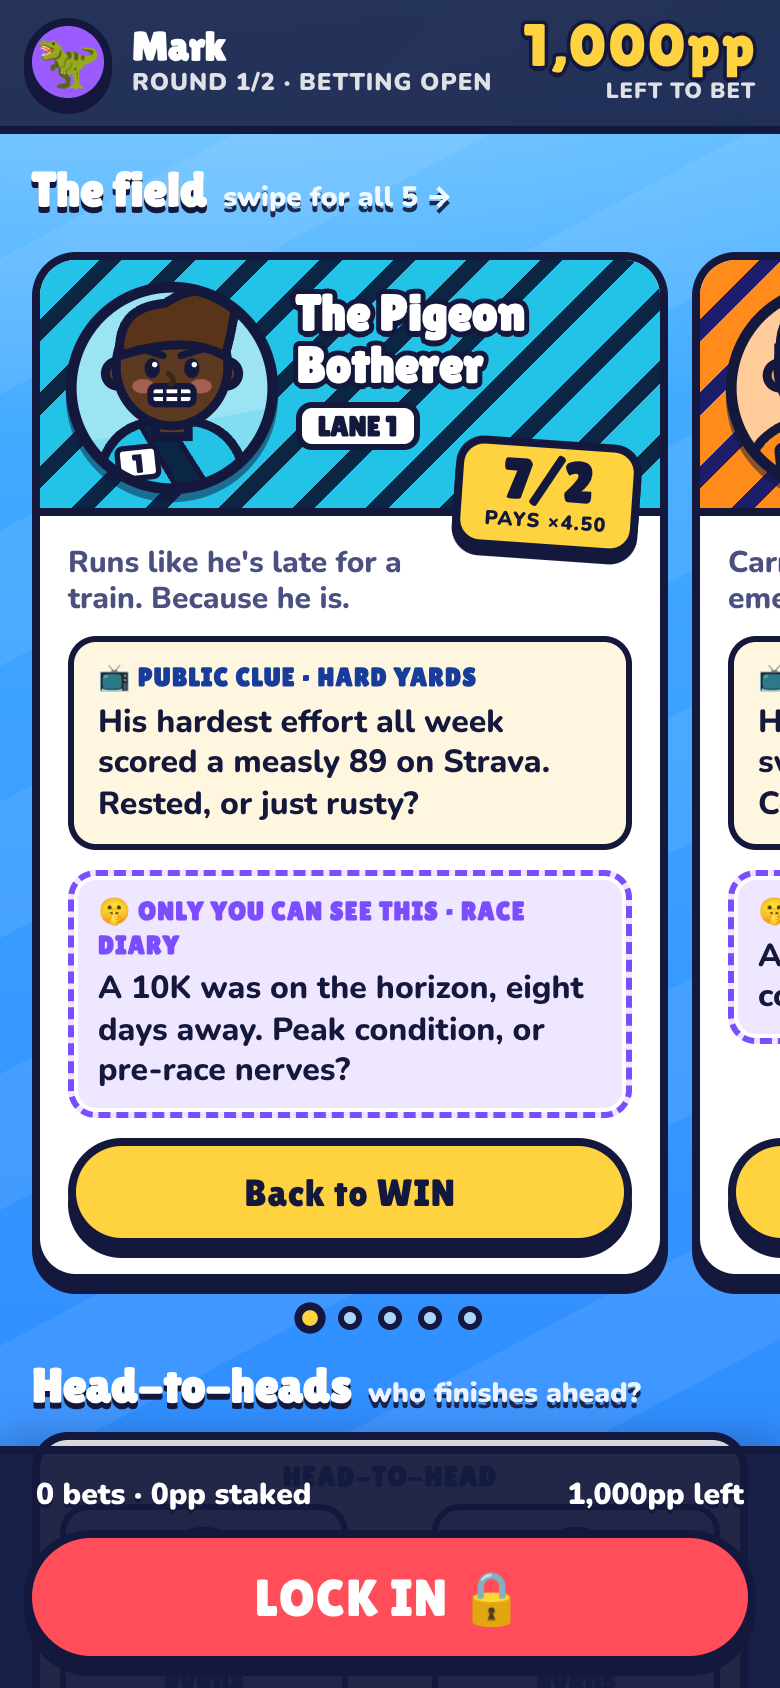 Mark
ROUND 1/2 · BETTING OPEN
1,000pp
LEFT TO BET
The field swipe for all 5 →
The Pigeon
Botherer
LANE 1
1
7/2
PAYS ×4.50
Runs like he's late for a
train. Because he is.
PUBLIC CLUE · HARD YARDS
His hardest effort all week
scored a measly 89 on Strava.
Rested, or just rusty?
ONLY YOU CAN SEE THIS · RACE
DIARY
A 10K was on the horizon, eight
days away. Peak condition, or
pre-race nerves?
Back to WIN
Head-to-heads who finishes ahead?
HEAD-TO-HEAD
0 bets · 0pp staked
1,000pp left
LOCK IN
evens
evens